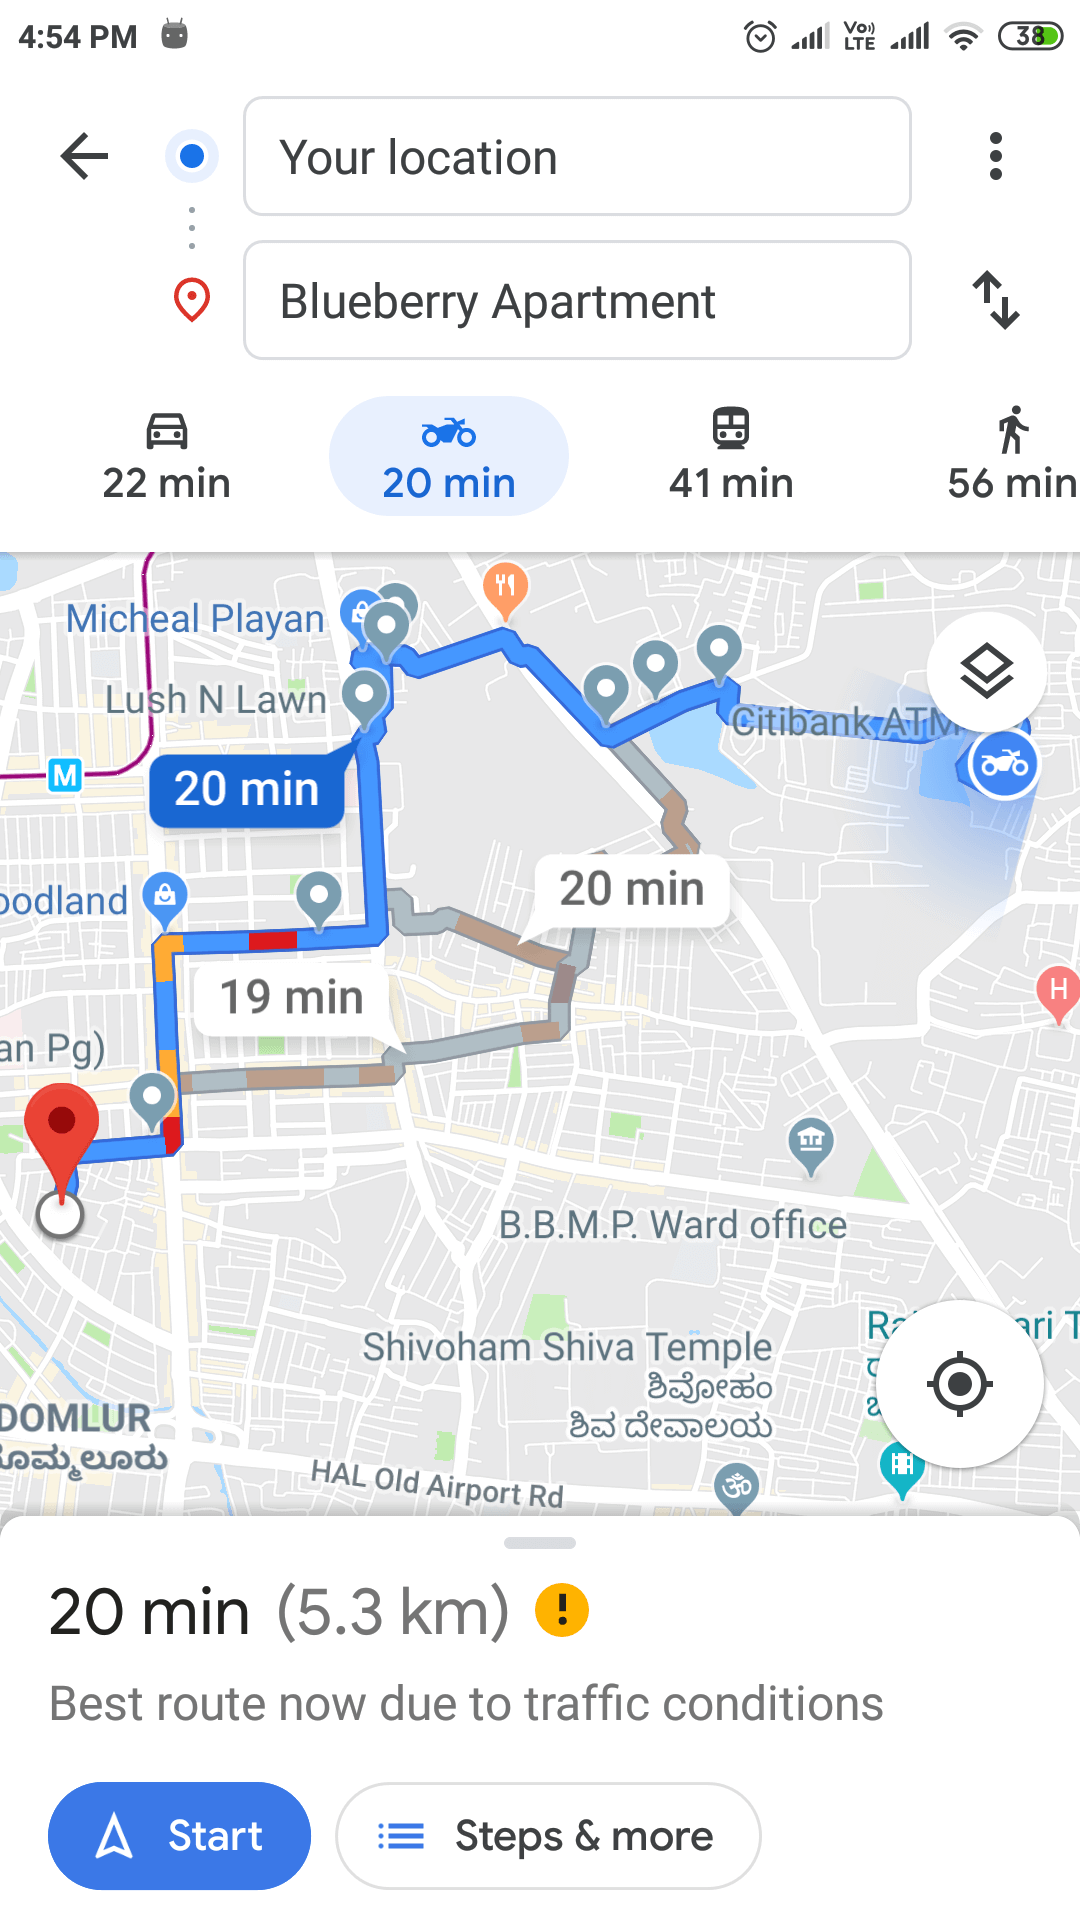 4:54 PM
Vo) LTE
38
Your location
Blueberry Apartment
22 min
20 min
41 min
56 min
Micheal Playan
Lush N Lawn
Citibank ATM
M
20 min
20 min
oodland
19 min
H
an Pg)
B.B.M.P. Ward office
Shivoham Shiva Temple
ಶಿವೋಹಂ
ಶಿವ ದೇವಾಲಯ
ari T
DOMLUR
ೊಮ್ಮಲೂರು
HAL Old Airport Rd
ॐ
20 min (5.3 km) !
Best route now due to traffic conditions
Start
Steps & more